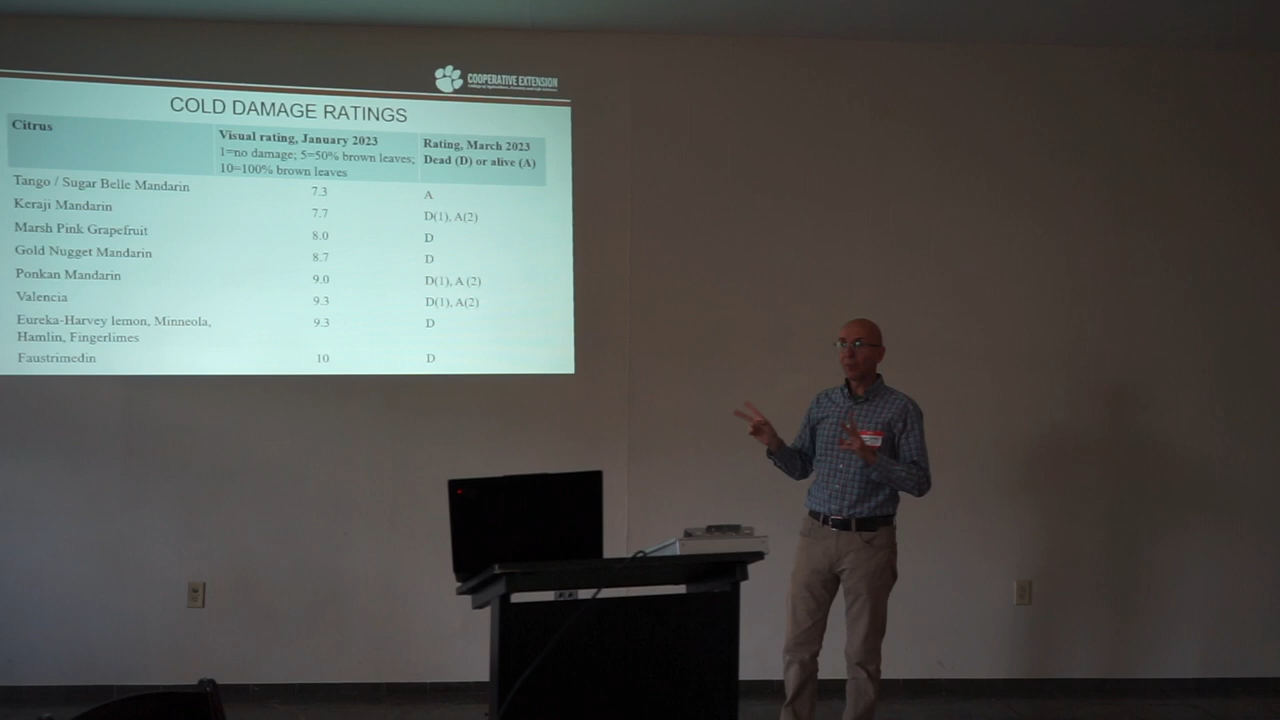 COOPERATIVE EXTENSION
COLD DAMAGE RATINGS
Citrus
Visual rating, January 2023
1=no damage; 5=50% brown leaves;
10=100% brown leaves
Rating, March 2023
Dead (D) or alive (A)
Tango / Sugar Belle Mandarin 7.3 A
Keraji Mandarin 7.7 D(1), A(2)
Marsh Pink Grapefruit 8.0 D
Gold Nugget Mandarin 8.7 D
Ponkan Mandarin 9.0 D(1), A (2)
Valencia 9.3 D(1), A(2)
Eureka-Harvey lemon, Minneola, 9.3 D
Hamlin, Fingerlimes
Faustrimedin 10 D